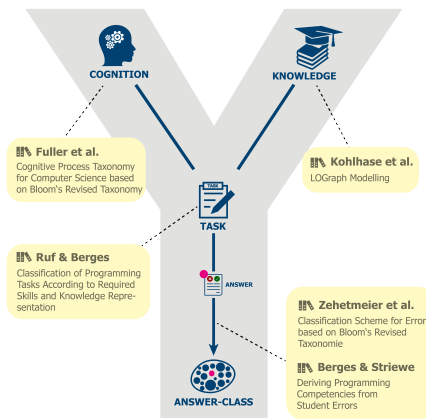 COGNITION
KNOWLEDGE
Fuller et al.
Cognitive Process Taxonomy
for Computer Science based
on Bloom's Revised Taxonomy
Kohlhase et al.
LOGraph Modelling
TASK
TASK
Ruf & Berges
Classification of Programming
Tasks According to Required
Skills and Knowledge Repre-
sentation
ANSWER
Zehetmeier et al.
Classification Scheme for Error
based on Bloom's Revised
Taxonomie
Berges & Striewe
Deriving Programming
Competencies from
Student Errors
ANSWER-CLASS